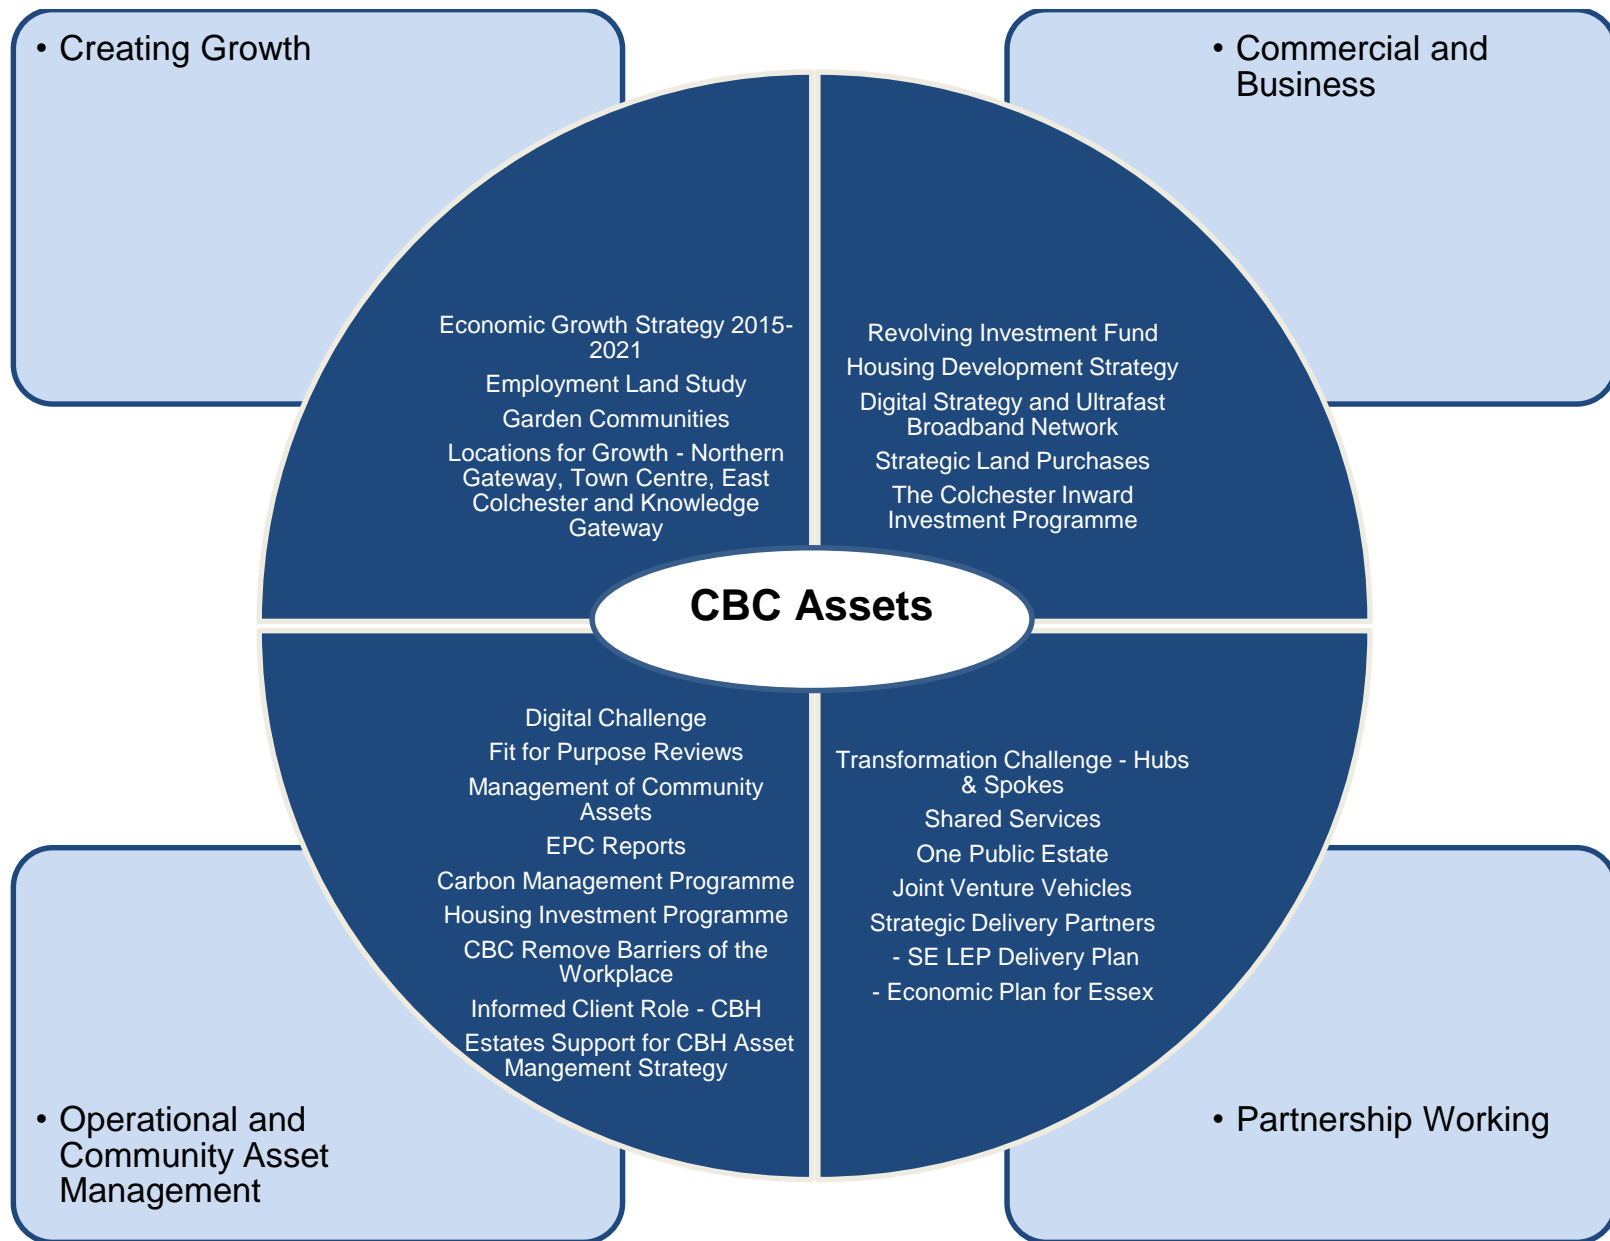 • Creating Growth
• Commercial and
Business
Economic Growth Strategy 2015-
2021
Employment Land Study
Garden Communities
Locations for Growth - Northern
Gateway, Town Centre, East
Colchester and Knowledge
Gateway
Revolving Investment Fund
Housing Development Strategy
Digital Strategy and Ultrafast
Broadband Network
Strategic Land Purchases
The Colchester Inward
Investment Programme
CBC Assets
Digital Challenge
Fit for Purpose Reviews
Management of Community
Assets
EPC Reports
Carbon Management Programme
Housing Investment Programme
CBC Remove Barriers of the
Workplace
Informed Client Role - CBH
Estates Support for CBH Asset
Mangement Strategy
Transformation Challenge - Hubs
& Spokes
Shared Services
One Public Estate
Joint Venture Vehicles
Strategic Delivery Partners
- SE LEP Delivery Plan
- Economic Plan for Essex
• Operational and
Community Asset
Management
• Partnership Working